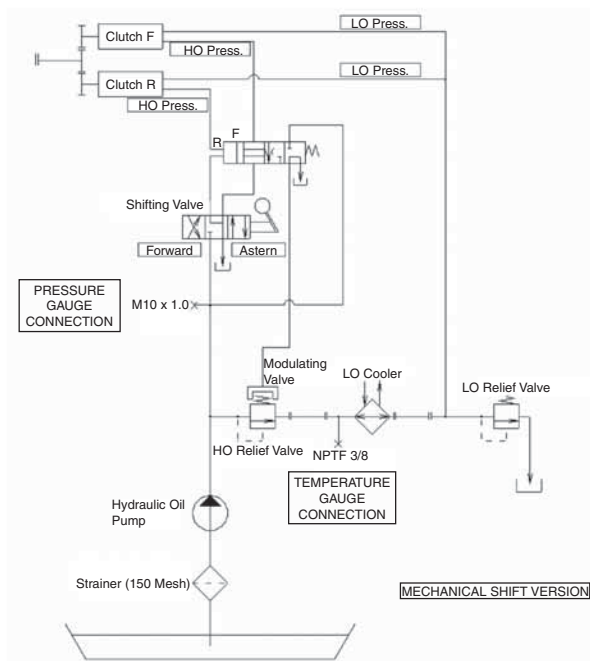 LO Press.
Clutch F
HO Press.
LO Press.
Clutch R
HO Press.
F
R
Shifting Valve
Forward
Astern
PRESSURE
GAUGE
CONNECTION
M10 x 1.0
Modulating
Valve
LO Cooler
LO Relief Valve
HO Relief Valve
NPTF 3/8
TEMPERATURE
GAUGE
CONNECTION
Hydraulic Oil
Pump
Strainer (150 Mesh)
MECHANICAL SHIFT VERSION